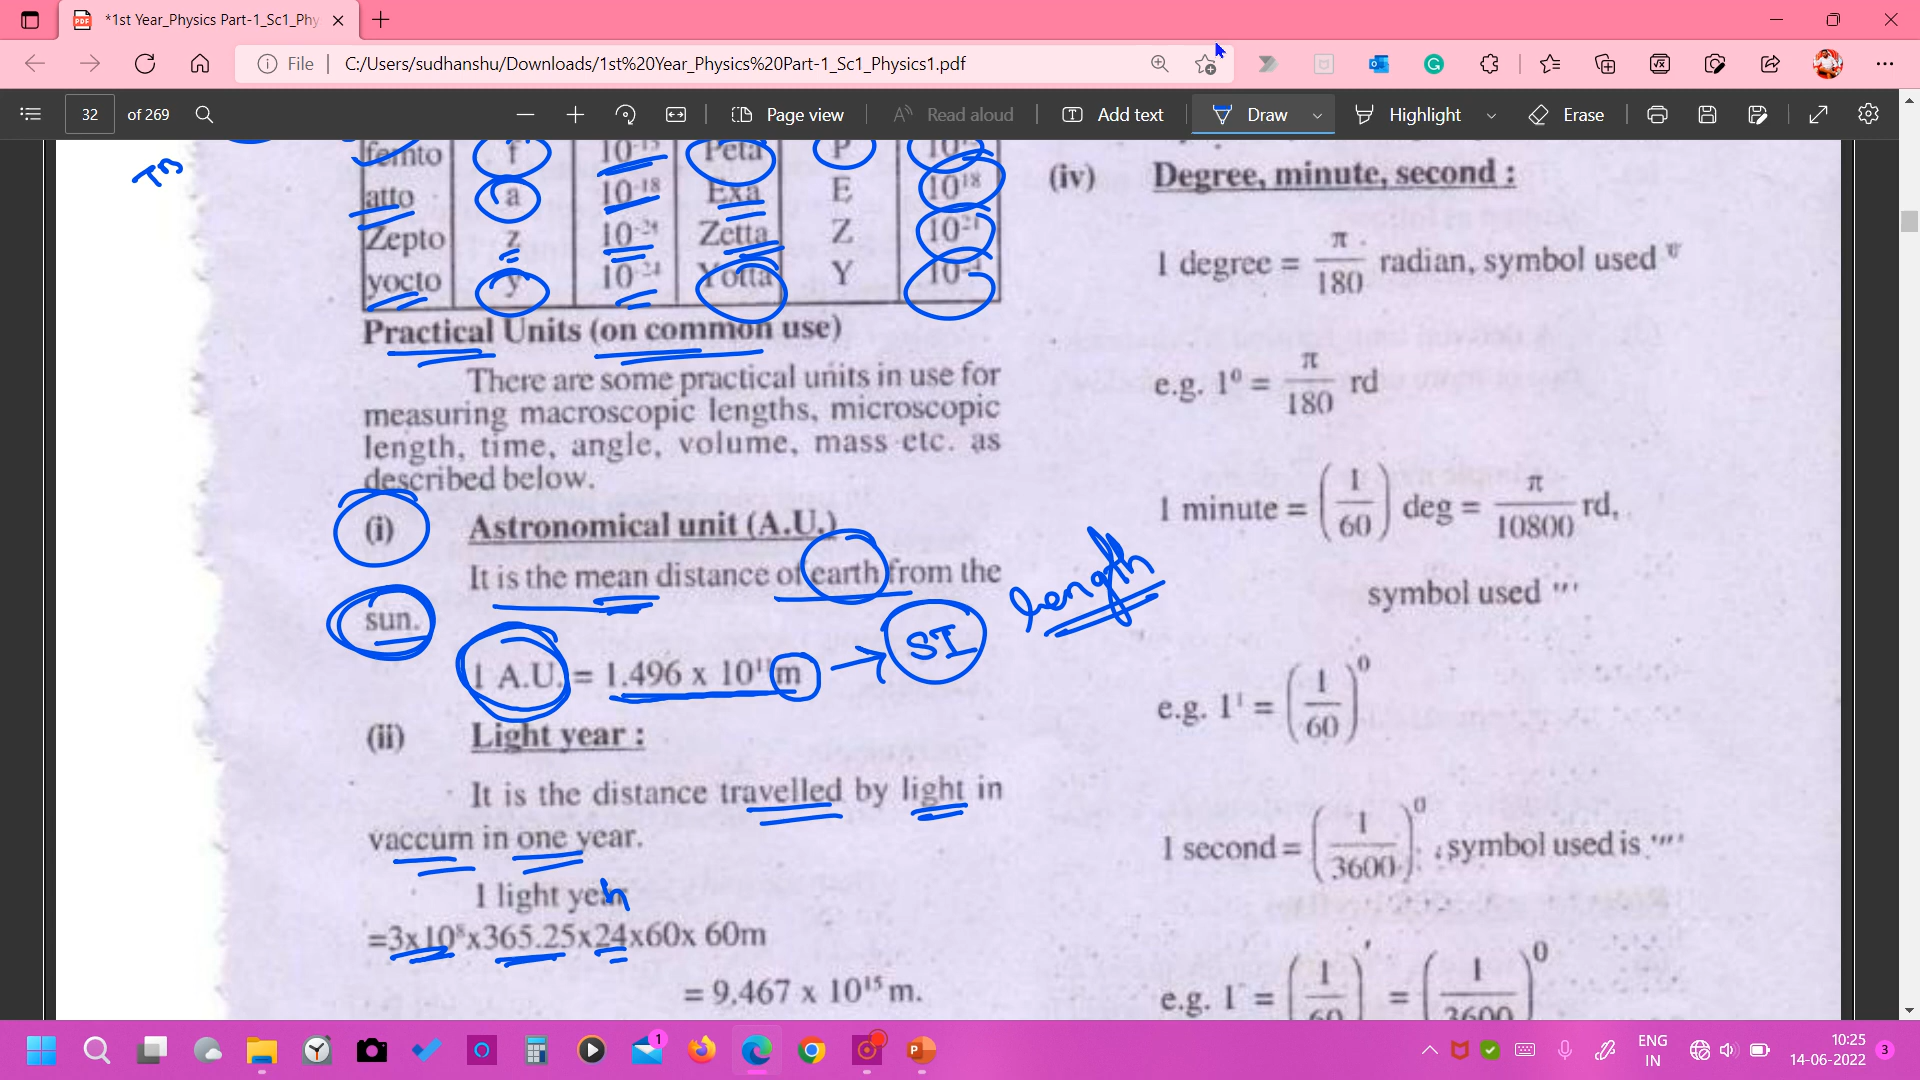 *1st Year_Physics Part-1_Sc1_Phy
File
C:/Users/sudhanshu/Downloads/1st%20Year_Physics%20Part-1_Sc1_Physics1.pdf
32 of 269
Page view
Read aloud
Add text
Draw
Highlight
Erase
femto f 10⁻¹⁵ Peta P
atto a 10⁻¹⁸ Exa E 10¹⁸
Zepto z Zetta Z 10²¹
yocto y 10⁻²⁴ Yotta Y
Practical Units (on common use)
There are some practical units in use for
measuring macroscopic lengths, microscopic
length, time, angle, volume, mass etc. as
described below.
(i) Astronomical unit (A.U.)
It is the mean distance of earth from the
sun.
1 A.U. = 1.496 x 10¹¹m → SI
length
(ii) Light year :
It is the distance travelled by light in
vaccum in one year.
1 light year
h
=3x10⁸x365.25x24x60x 60m
= 9.467 x 10¹⁵ m.
(iv) Degree, minute, second :
1 degree = π/180 radian, symbol used
e.g. 1⁰ = π/180 rd
1 minute = (1/60) deg = π/10800 rd,
symbol used "'"
e.g. 1' = (1/60)⁰
1 second = (1/3600)⁰, symbol used is
e.g. 1 = (1/60)' = (1/3600)⁰
1
ENG
IN
10:25
14-06-2022
3